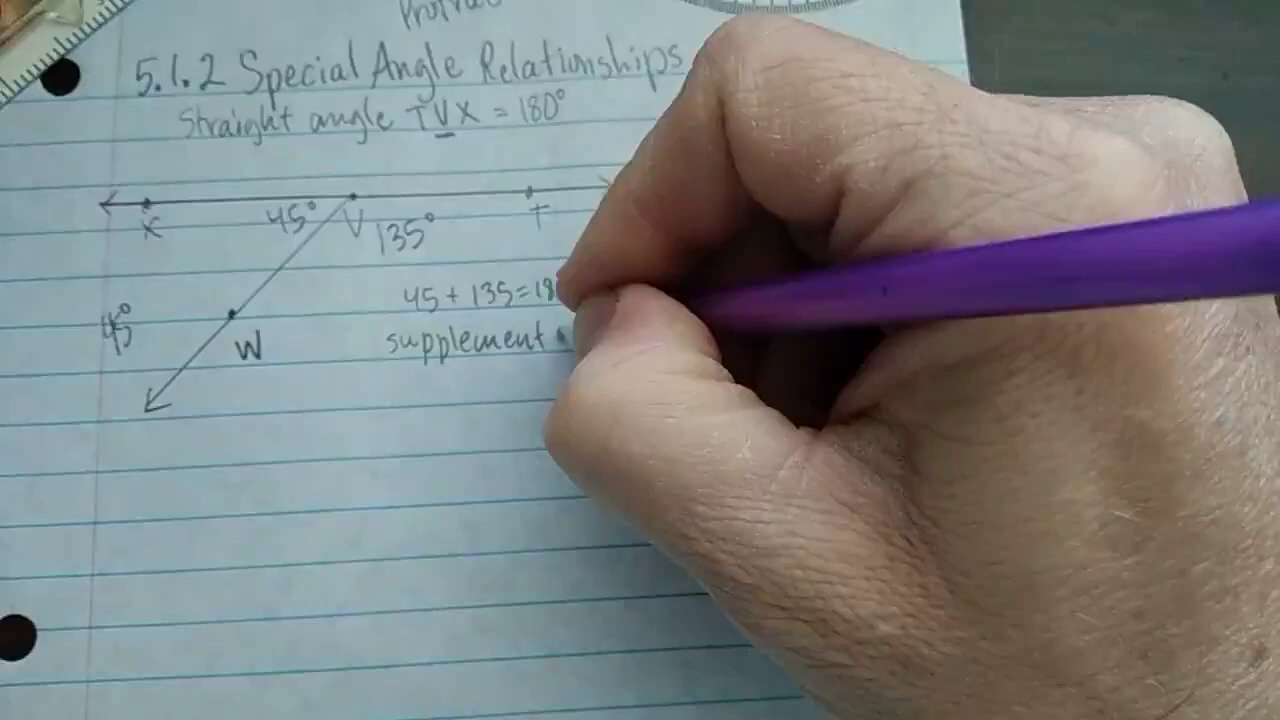 5.1.2 Special Angle Relationships
Straight angle TVX = 180°
X 45° V 135° T
45 + 135 = 18
45° W supplement